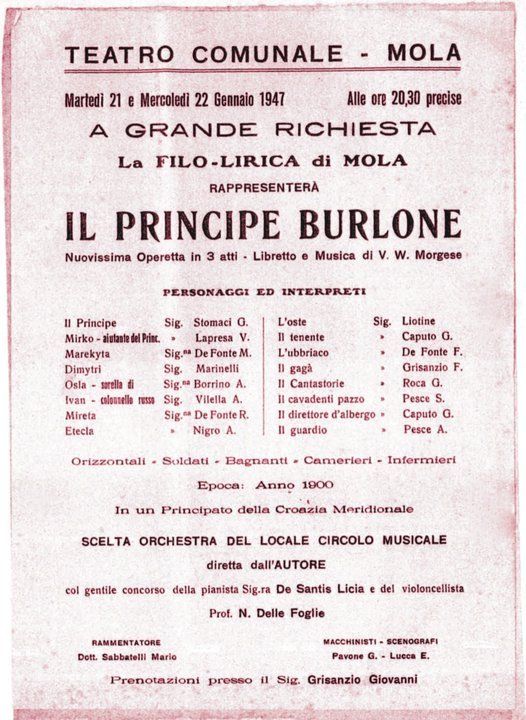 TEATRO COMUNALE - MOLA
Martedì 21 e Mercoledì 22 Gennaio 1947 Alle ore 20,30 precise
A GRANDE RICHIESTA
La FILO-LIRICA di MOLA
RAPPRESENTERÀ
IL PRINCIPE BURLONE
Nuovissima Operetta in 3 atti - Libretto e Musica di V. W. Morgese
PERSONAGGI ED INTERPRETI
Il Principe Sig. Stomaci G.
Mirko - aiutante del Princ. » Lapresa V.
Marekyta Sig.na De Fonte M.
Dimytri Sig. Marinelli
Osla - sorella di Sig.na Borrino A.
Ivan - colonnello russo Sig. Vilella A.
Mireta Sig.na De Fonte R.
Etecla » Nigro A.
L'oste Sig. Liotine
Il tenente » Caputo G.
L'ubbriaco » De Fonte F.
Il gagà » Grisanzio F.
Il Cantastorie » Roca G.
Il cavadenti pazzo » Pesce S.
Il direttore d'albergo » Caputo G.
Il guardio » Pesce A.
Orizzontali - Soldati - Bagnanti - Camerieri - Infermieri
Epoca: Anno 1900
In un Principato della Croazia Meridionale
SCELTA ORCHESTRA DEL LOCALE CIRCOLO MUSICALE
diretta dall'AUTORE
col gentile concorso della pianista Sig.ra De Santis Licia e del violoncellista
Prof. N. Delle Foglie
RAMMENTATORE
Dott. Sabbatelli Mario
MACCHINISTI - SCENOGRAFI
Pavone G. - Lucca E.
Prenotazioni presso il Sig. Grisanzio Giovanni